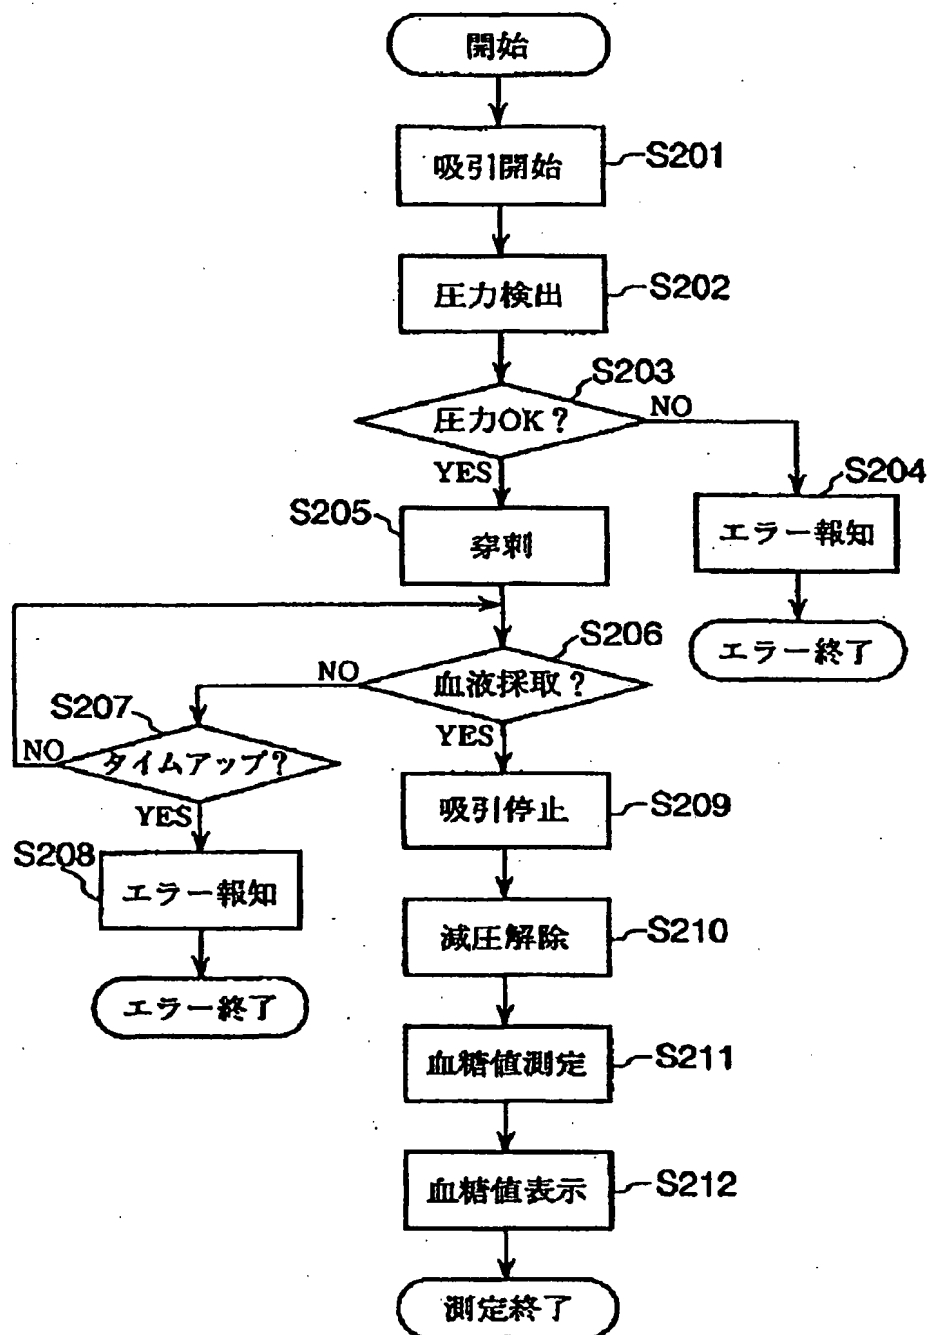 開始
吸引開始
S201
圧力検出
S202
S203
圧力OK？
NO
YES
S204
エラー報知
エラー終了
S205
穿刺
S206
血液採取？
NO
YES
S207
タイムアップ？
NO
YES
S208
エラー報知
エラー終了
吸引停止
S209
減圧解除
S210
血糖値測定
S211
血糖値表示
S212
測定終了